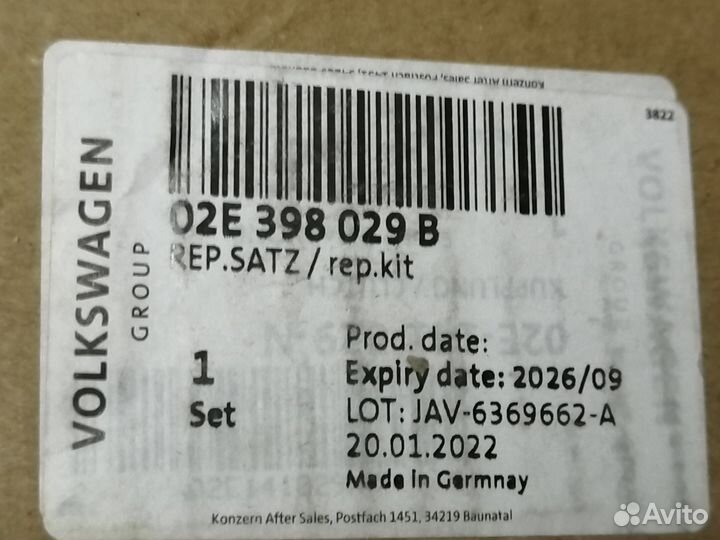 3822
VOLKSWAGEN
GROUP
02E 398 029 B
REP.SATZ / rep.kit
1
Set
Prod. date:
Expiry date: 2026/09
LOT: JAV-6369662-A
20.01.2022
Made in Germnay
Konzern After Sales, Postfach 1451, 34219 Baunatal
Avito